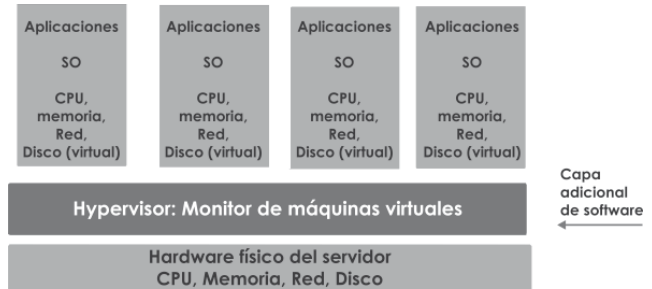 Aplicaciones
SO
CPU,
memoria,
Red,
Disco (virtual)
Aplicaciones
SO
CPU,
memoria,
Red,
Disco (virtual)
Aplicaciones
SO
CPU,
memoria,
Red,
Disco (virtual)
Aplicaciones
SO
CPU,
memoria,
Red,
Disco (virtual)
Capa
adicional
de software
Hypervisor: Monitor de máquinas virtuales
Hardware físico del servidor
CPU, Memoria, Red, Disco